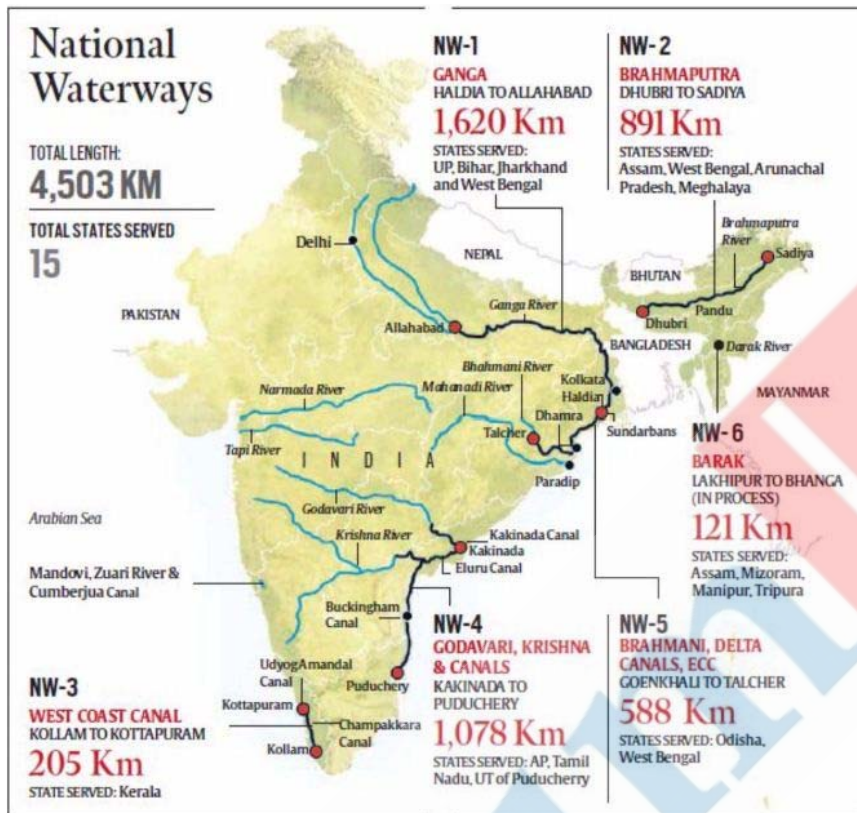 National
Waterways
TOTAL LENGTH:
4,503 KM
TOTAL STATES SERVED
15
NW-1
GANGA
HALDIA TO ALLAHABAD
1,620 Km
STATES SERVED:
UP, Bihar, Jharkhand
and West Bengal
NW- 2
BRAHMAPUTRA
DHUBRI TO SADIYA
891 Km
STATES SERVED:
Assam, West Bengal, Arunachal
Pradesh, Meghalaya
Brahmaputra
River
Sadiya
Delhi
NEPAL
BHUTAN
PAKISTAN
Ganga River
Pandu
Dhubri
Allahabad
BANGLADESH
Darak River
Bhahmani River
Narmada River
Mahanadi River
Kolkata
Haldia
MAYANMAR
Dhamra
Tapi River
Talcher
Sundarbans
INDIA
Paradip
NW-6
BARAK
LAKHIPUR TO BHANGA
(IN PROCESS)
121 Km
STATES SERVED:
Assam, Mizoram,
Manipur, Tripura
Godavari River
Arabian Sea
Krishna River
Kakinada Canal
Kakinada
Eluru Canal
Mandovi, Zuari River &
Cumberjua Canal
Buckingham
Canal
NW-4
GODAVARI, KRISHNA
& CANALS
KAKINADA TO
PUDUCHERY
1,078 Km
STATES SERVED: AP, Tamil
Nadu, UT of Puducherry
NW-5
BRAHMANI, DELTA
CANALS, ECC
GOENKHALI TO TALCHER
588 Km
STATES SERVED: Odisha,
West Bengal
Udyog Amandal
Canal
Puduchery
NW-3
WEST COAST CANAL
KOLLAM TO KOTTAPURAM
205 Km
STATE SERVED: Kerala
Kottapuram
Champakkara
Canal
Kollam